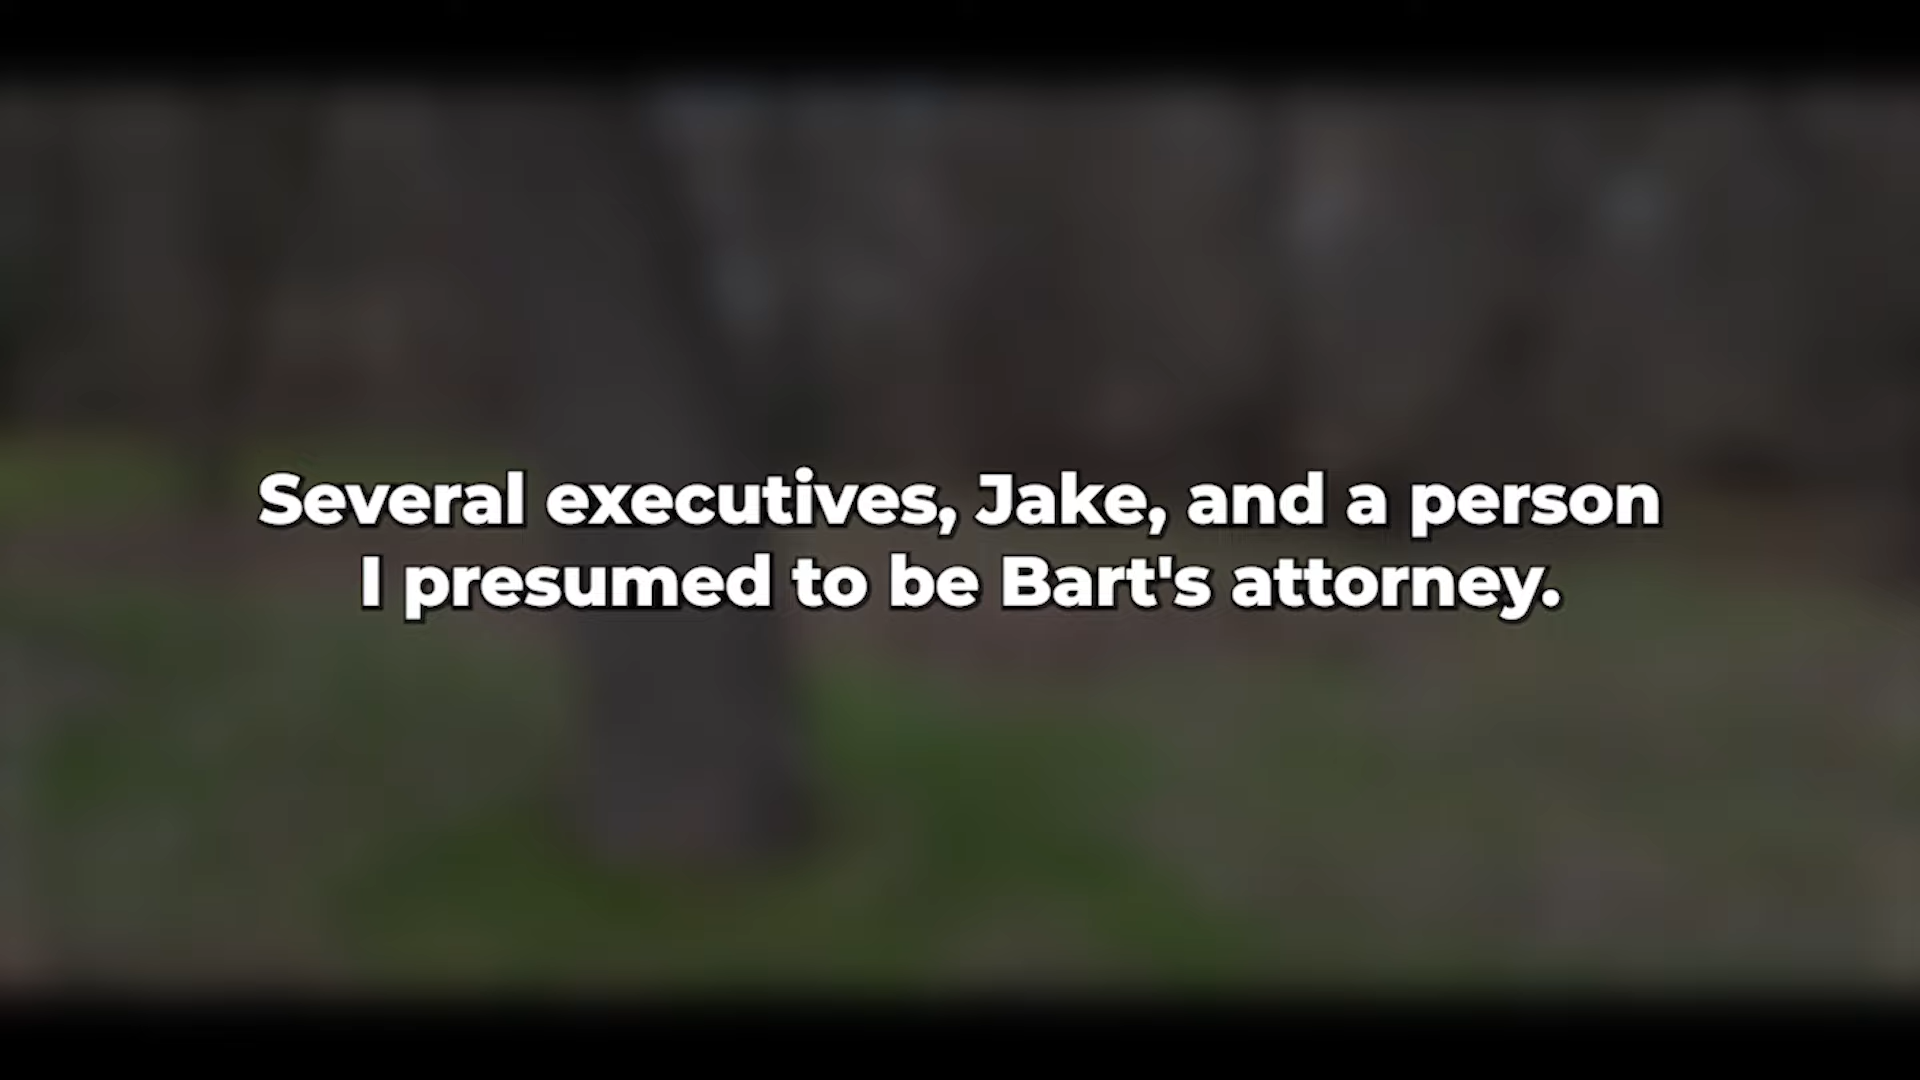 Several executives, Jake, and a person
I presumed to be Bart's attorney.